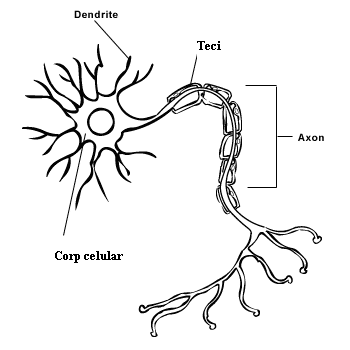 Dendrite
Teci
Axon
Corp celular